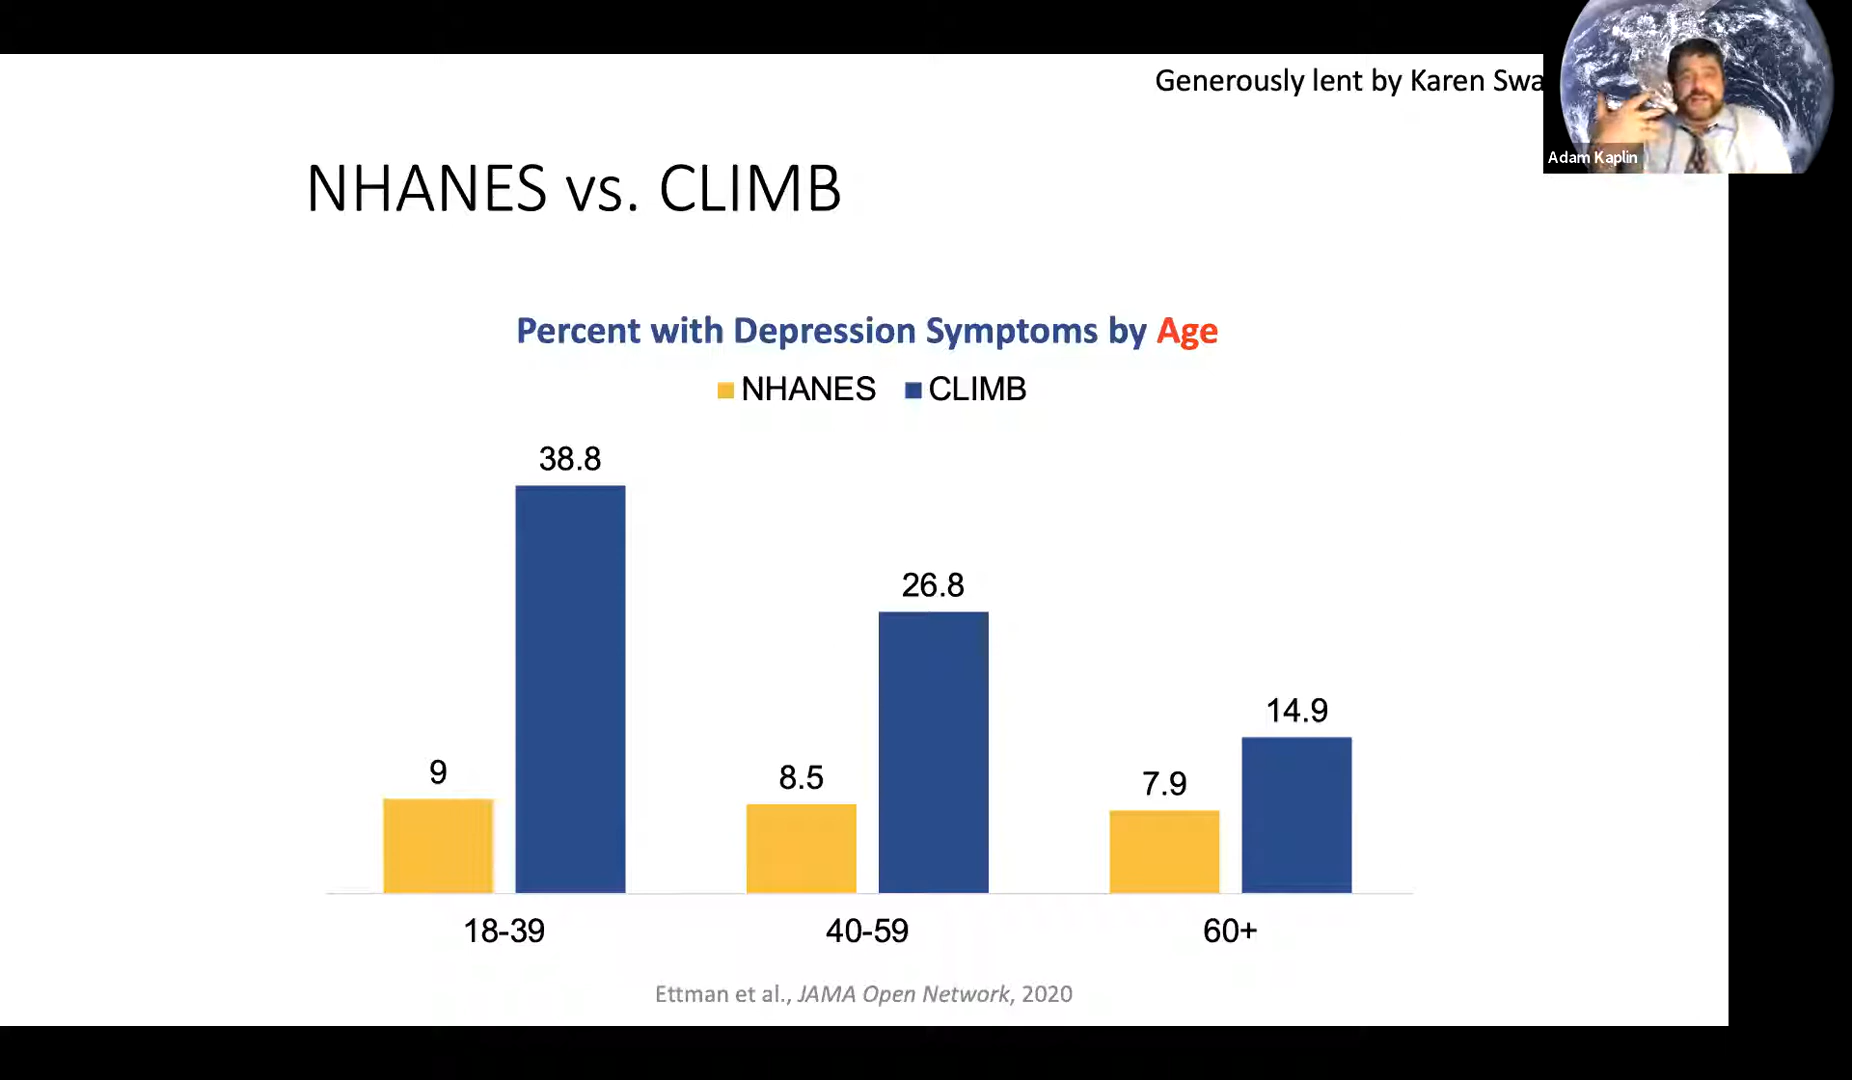 Generously lent by Karen
Adam Kaplin
NHANES vs. CLIMB
Percent with Depression Symptoms by Age
NHANES CLIMB
38.8
26.8
14.9
9
8.5
7.9
18-39 40-59 60+
Ettman et al., JAMA Open Network, 2020